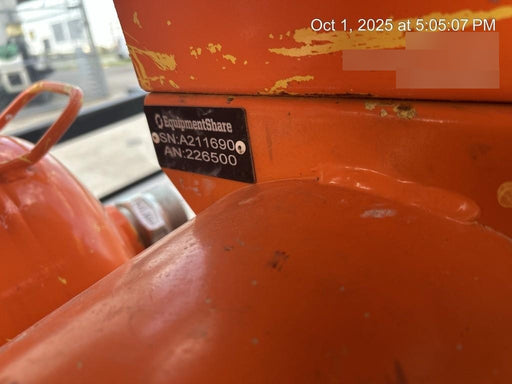 Oct 1, 2025 at 5:05:07 PM
EquipmentShare
SN:A211690
AN:226500